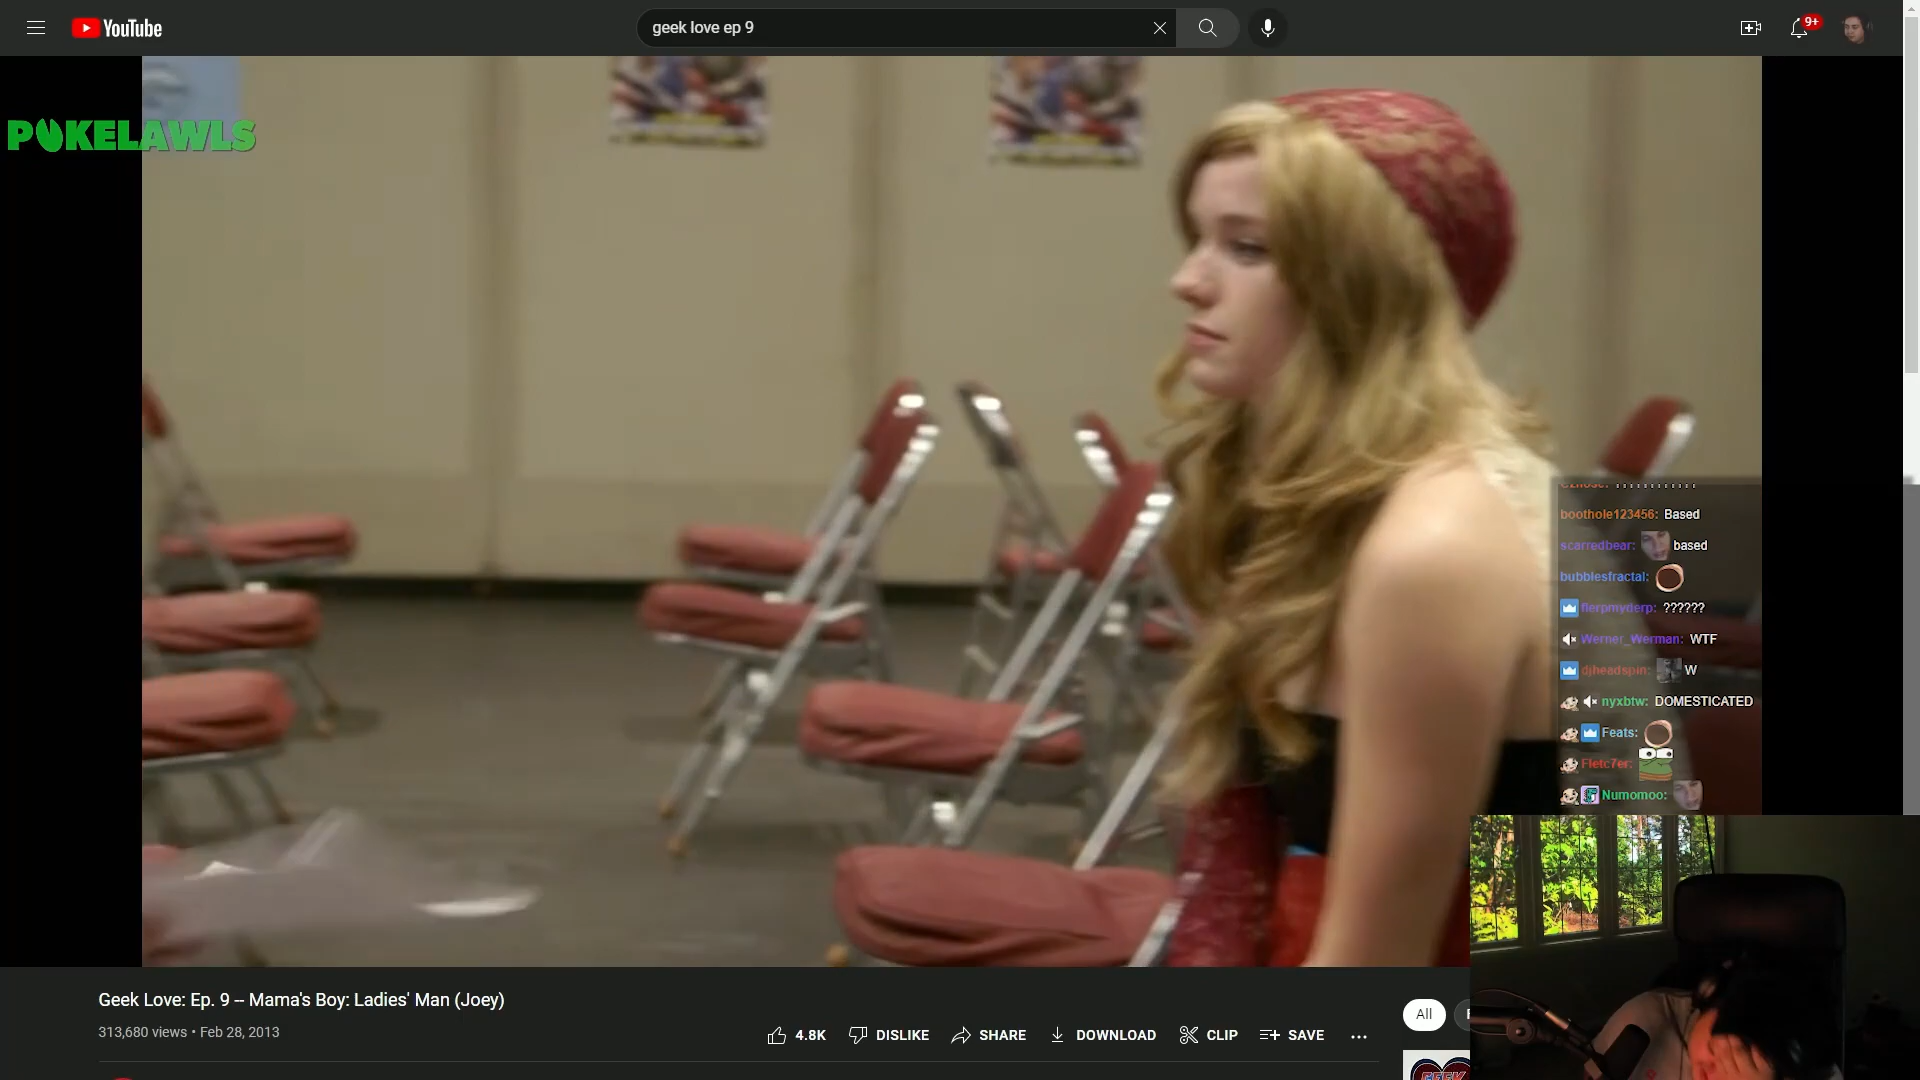 YouTube
geek love ep 9
9+
POKELAWLS
boothole123456: Based
scarredbear: based
bubblesfractal:
flerpmyderp: ??????
Werner_Werman: WTF
djheadspin: W
nyxbtw: DOMESTICATED
Feats:
Fletc7er:
Numomoo:
Geek Love: Ep. 9 -- Mama's Boy: Ladies' Man (Joey)
313,680 views • Feb 28, 2013
4.8K DISLIKE SHARE DOWNLOAD CLIP SAVE ...
All
GEEK